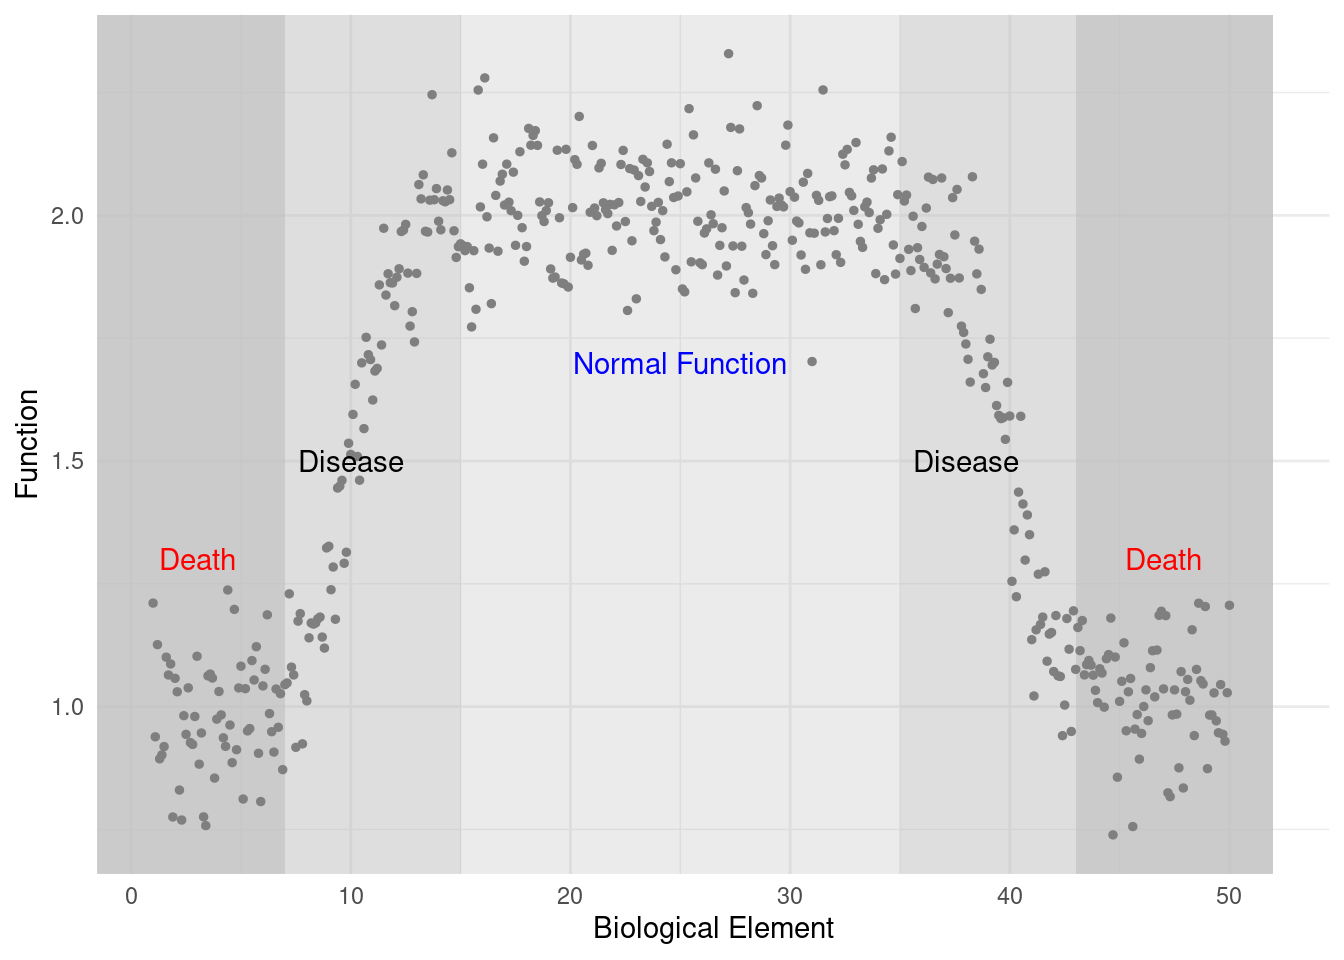 2.0
Normal Function
Function
1.5
Disease
Disease
Death
Death
1.0
0
10
20
30
40
50
Biological Element